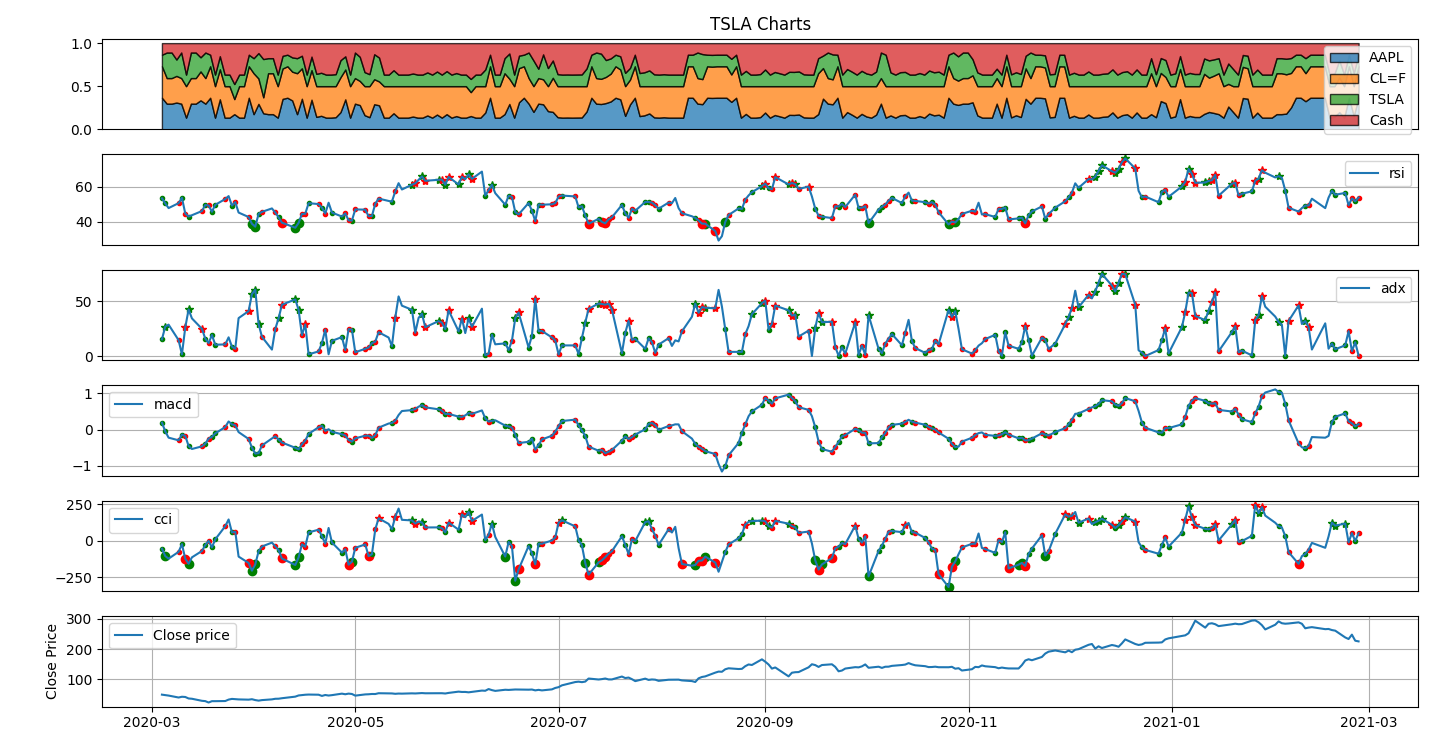 TSLA Charts
1.0
0.5
0.0
AAPL
CL=F
TSLA
Cash
60
40
rsi
50
0
adx
1
0
−1
macd
250
0
−250
cci
300
200
100
Close Price
Close price
2020-03
2020-05
2020-07
2020-09
2020-11
2021-01
2021-03